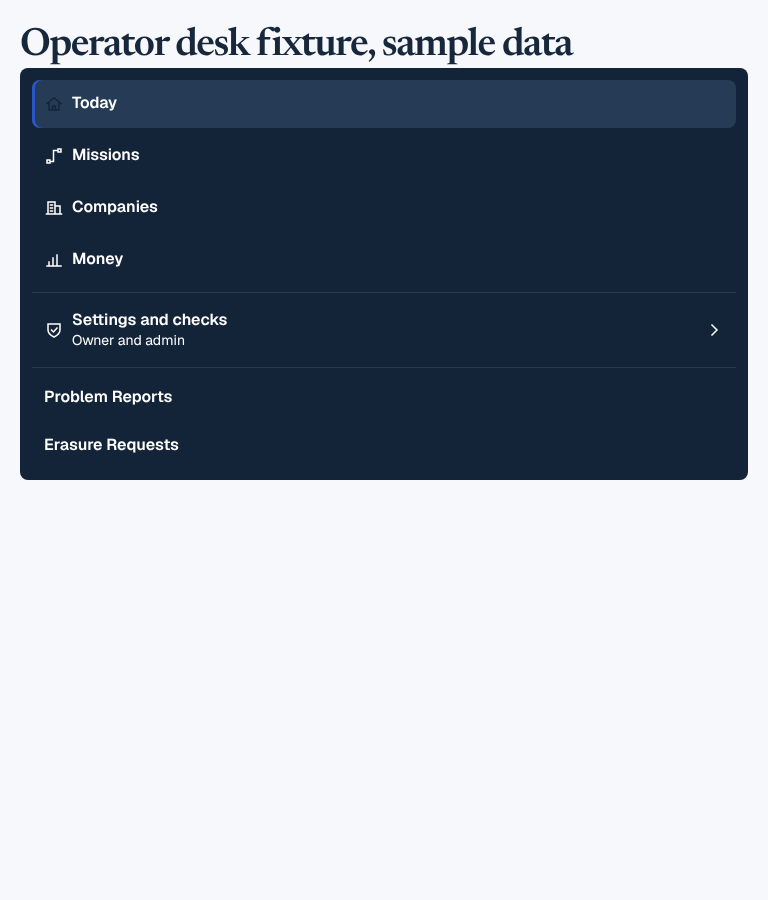 Operator desk fixture, sample data
Today
Missions
Companies
Money
Settings and checks
Owner and admin
Problem Reports
Erasure Requests